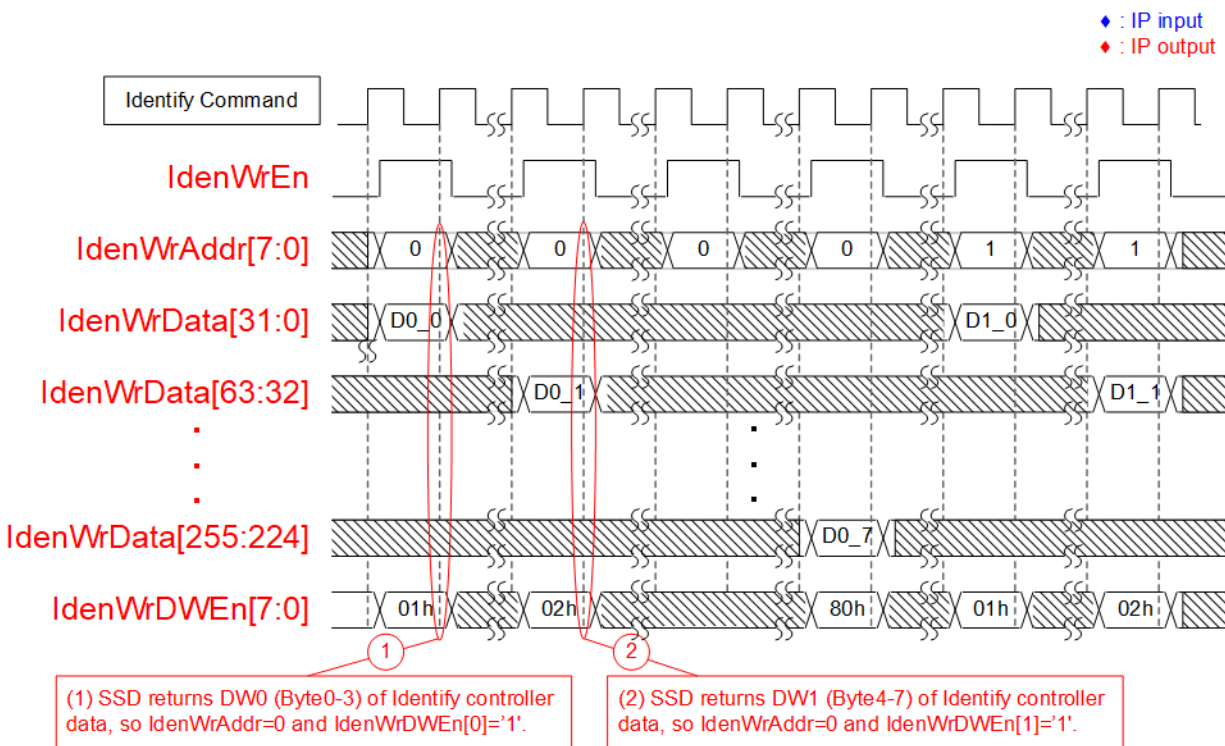 ♦ : IP input
♦ : IP output
Identify Command
IdenWrEn
IdenWrAddr[7:0] 0 0 0 0 1 1
IdenWrData[31:0] D0_0 D1_0
IdenWrData[63:32] D0_1 D1_1
IdenWrData[255:224] D0_7
IdenWrDWEn[7:0] 01h 02h 80h 01h 02h
1 2
(1) SSD returns DW0 (Byte0-3) of Identify controller
data, so IdenWrAddr=0 and IdenWrDWEn[0]='1'.
(2) SSD returns DW1 (Byte4-7) of Identify controller
data, so IdenWrAddr=0 and IdenWrDWEn[1]='1'.